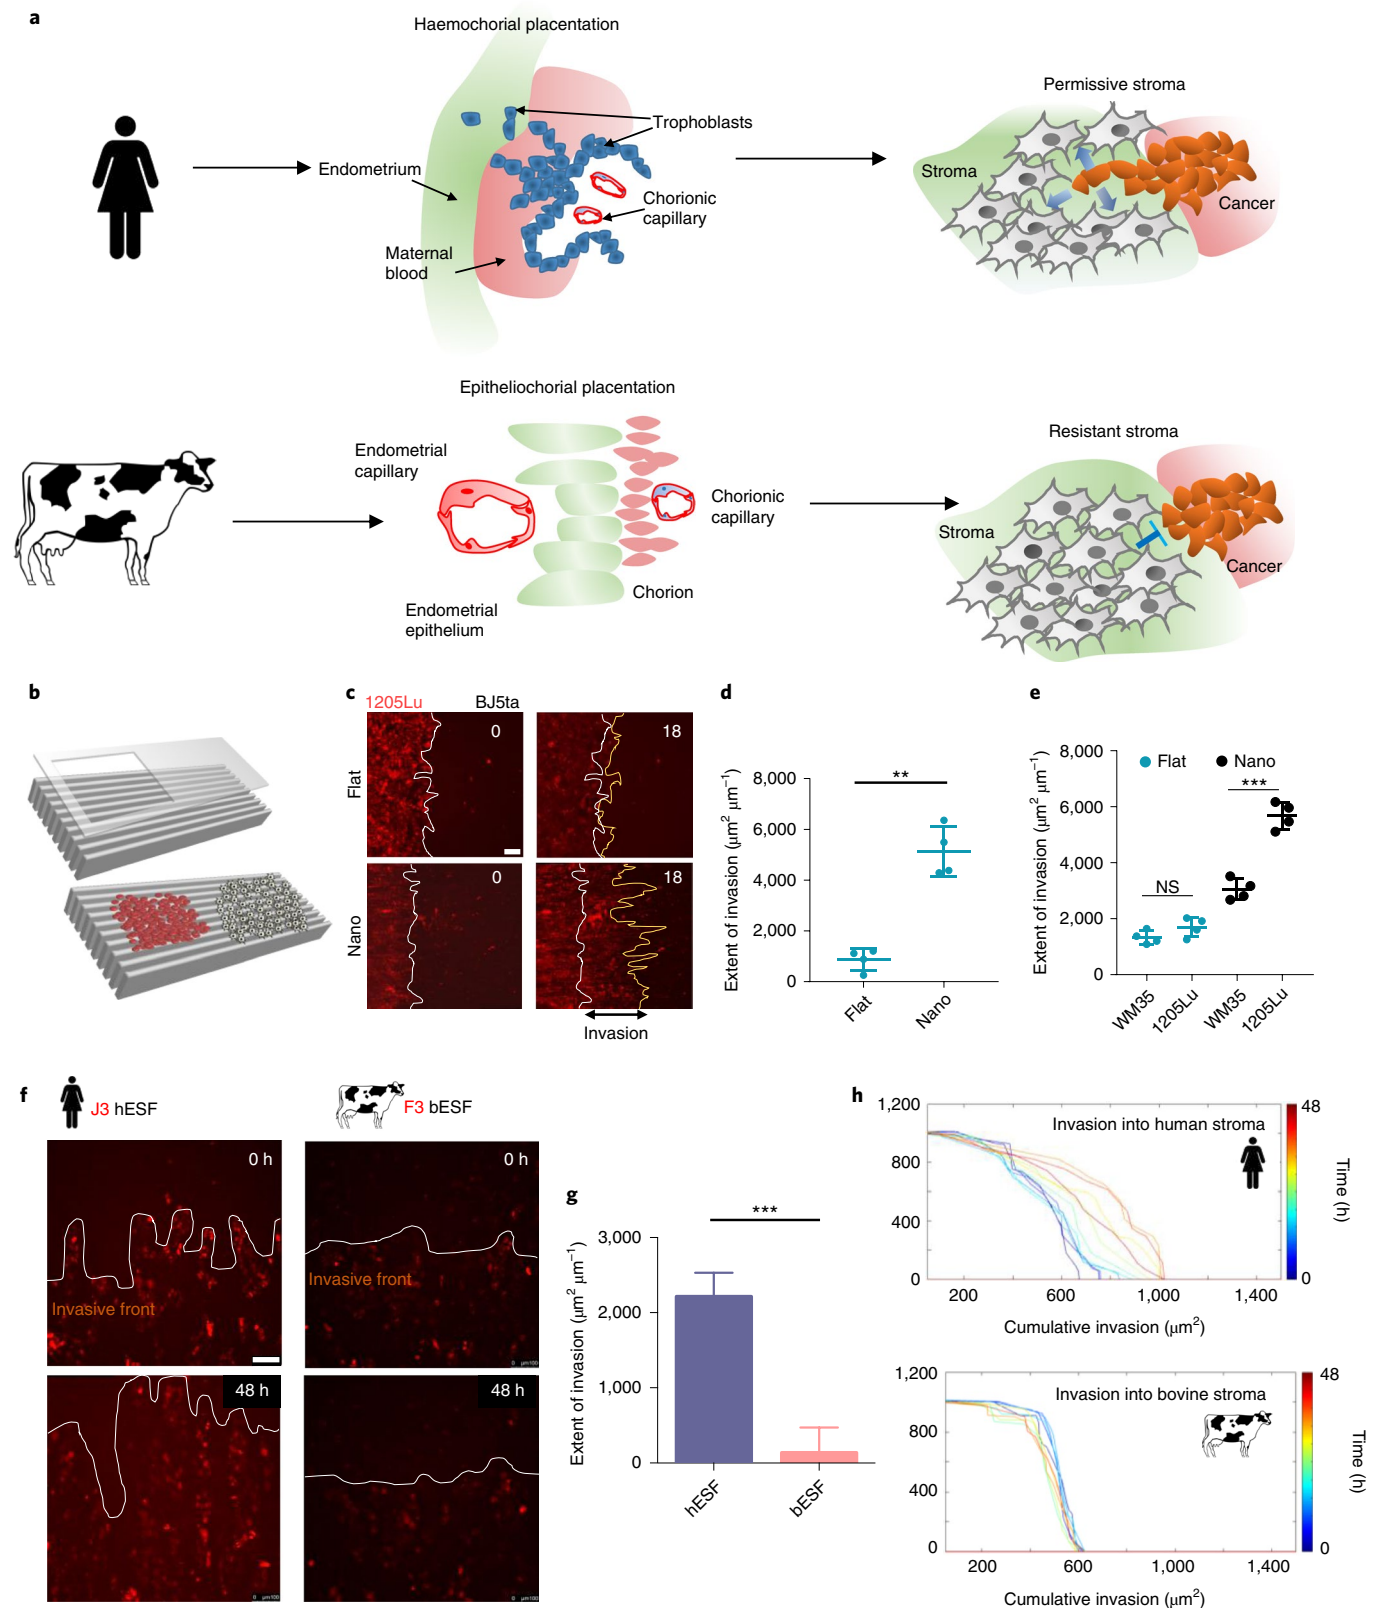 a
Haemochorial placentation
Endometrium
Trophoblasts
Chorionic
capillary
Maternal
blood
Permissive stroma
Stroma
Cancer
Epitheliochorial placentation
Endometrial
capillary
Chorionic
capillary
Chorion
Endometrial
epithelium
Resistant stroma
Stroma
Cancer
b
c
1205Lu BJ5ta
Flat
0
18
Nano
0
18
Invasion
d
Extent of invasion (μm² μm⁻¹)
8,000
6,000
4,000
2,000
0
**
Flat
Nano
e
Extent of invasion (μm² μm⁻¹)
8,000
6,000
4,000
2,000
0
Flat Nano
NS
***
WM35
1205Lu
WM35
1205Lu
f
J3 hESF
F3 bESF
0 h
Invasive front
0 h
Invasive front
0 μm100
48 h
0 μm100
48 h
0 μm100
g
Extent of invasion (μm² μm⁻¹)
3,000
2,000
1,000
0
***
hESF
bESF
h
1,200
800
400
0
Invasion into human stroma
200 600 1,000 1,400
Cumulative invasion (μm²)
48
0
Time (h)
1,200
800
400
0
Invasion into bovine stroma
200 600 1,000 1,400
Cumulative invasion (μm²)
48
0
Time (h)